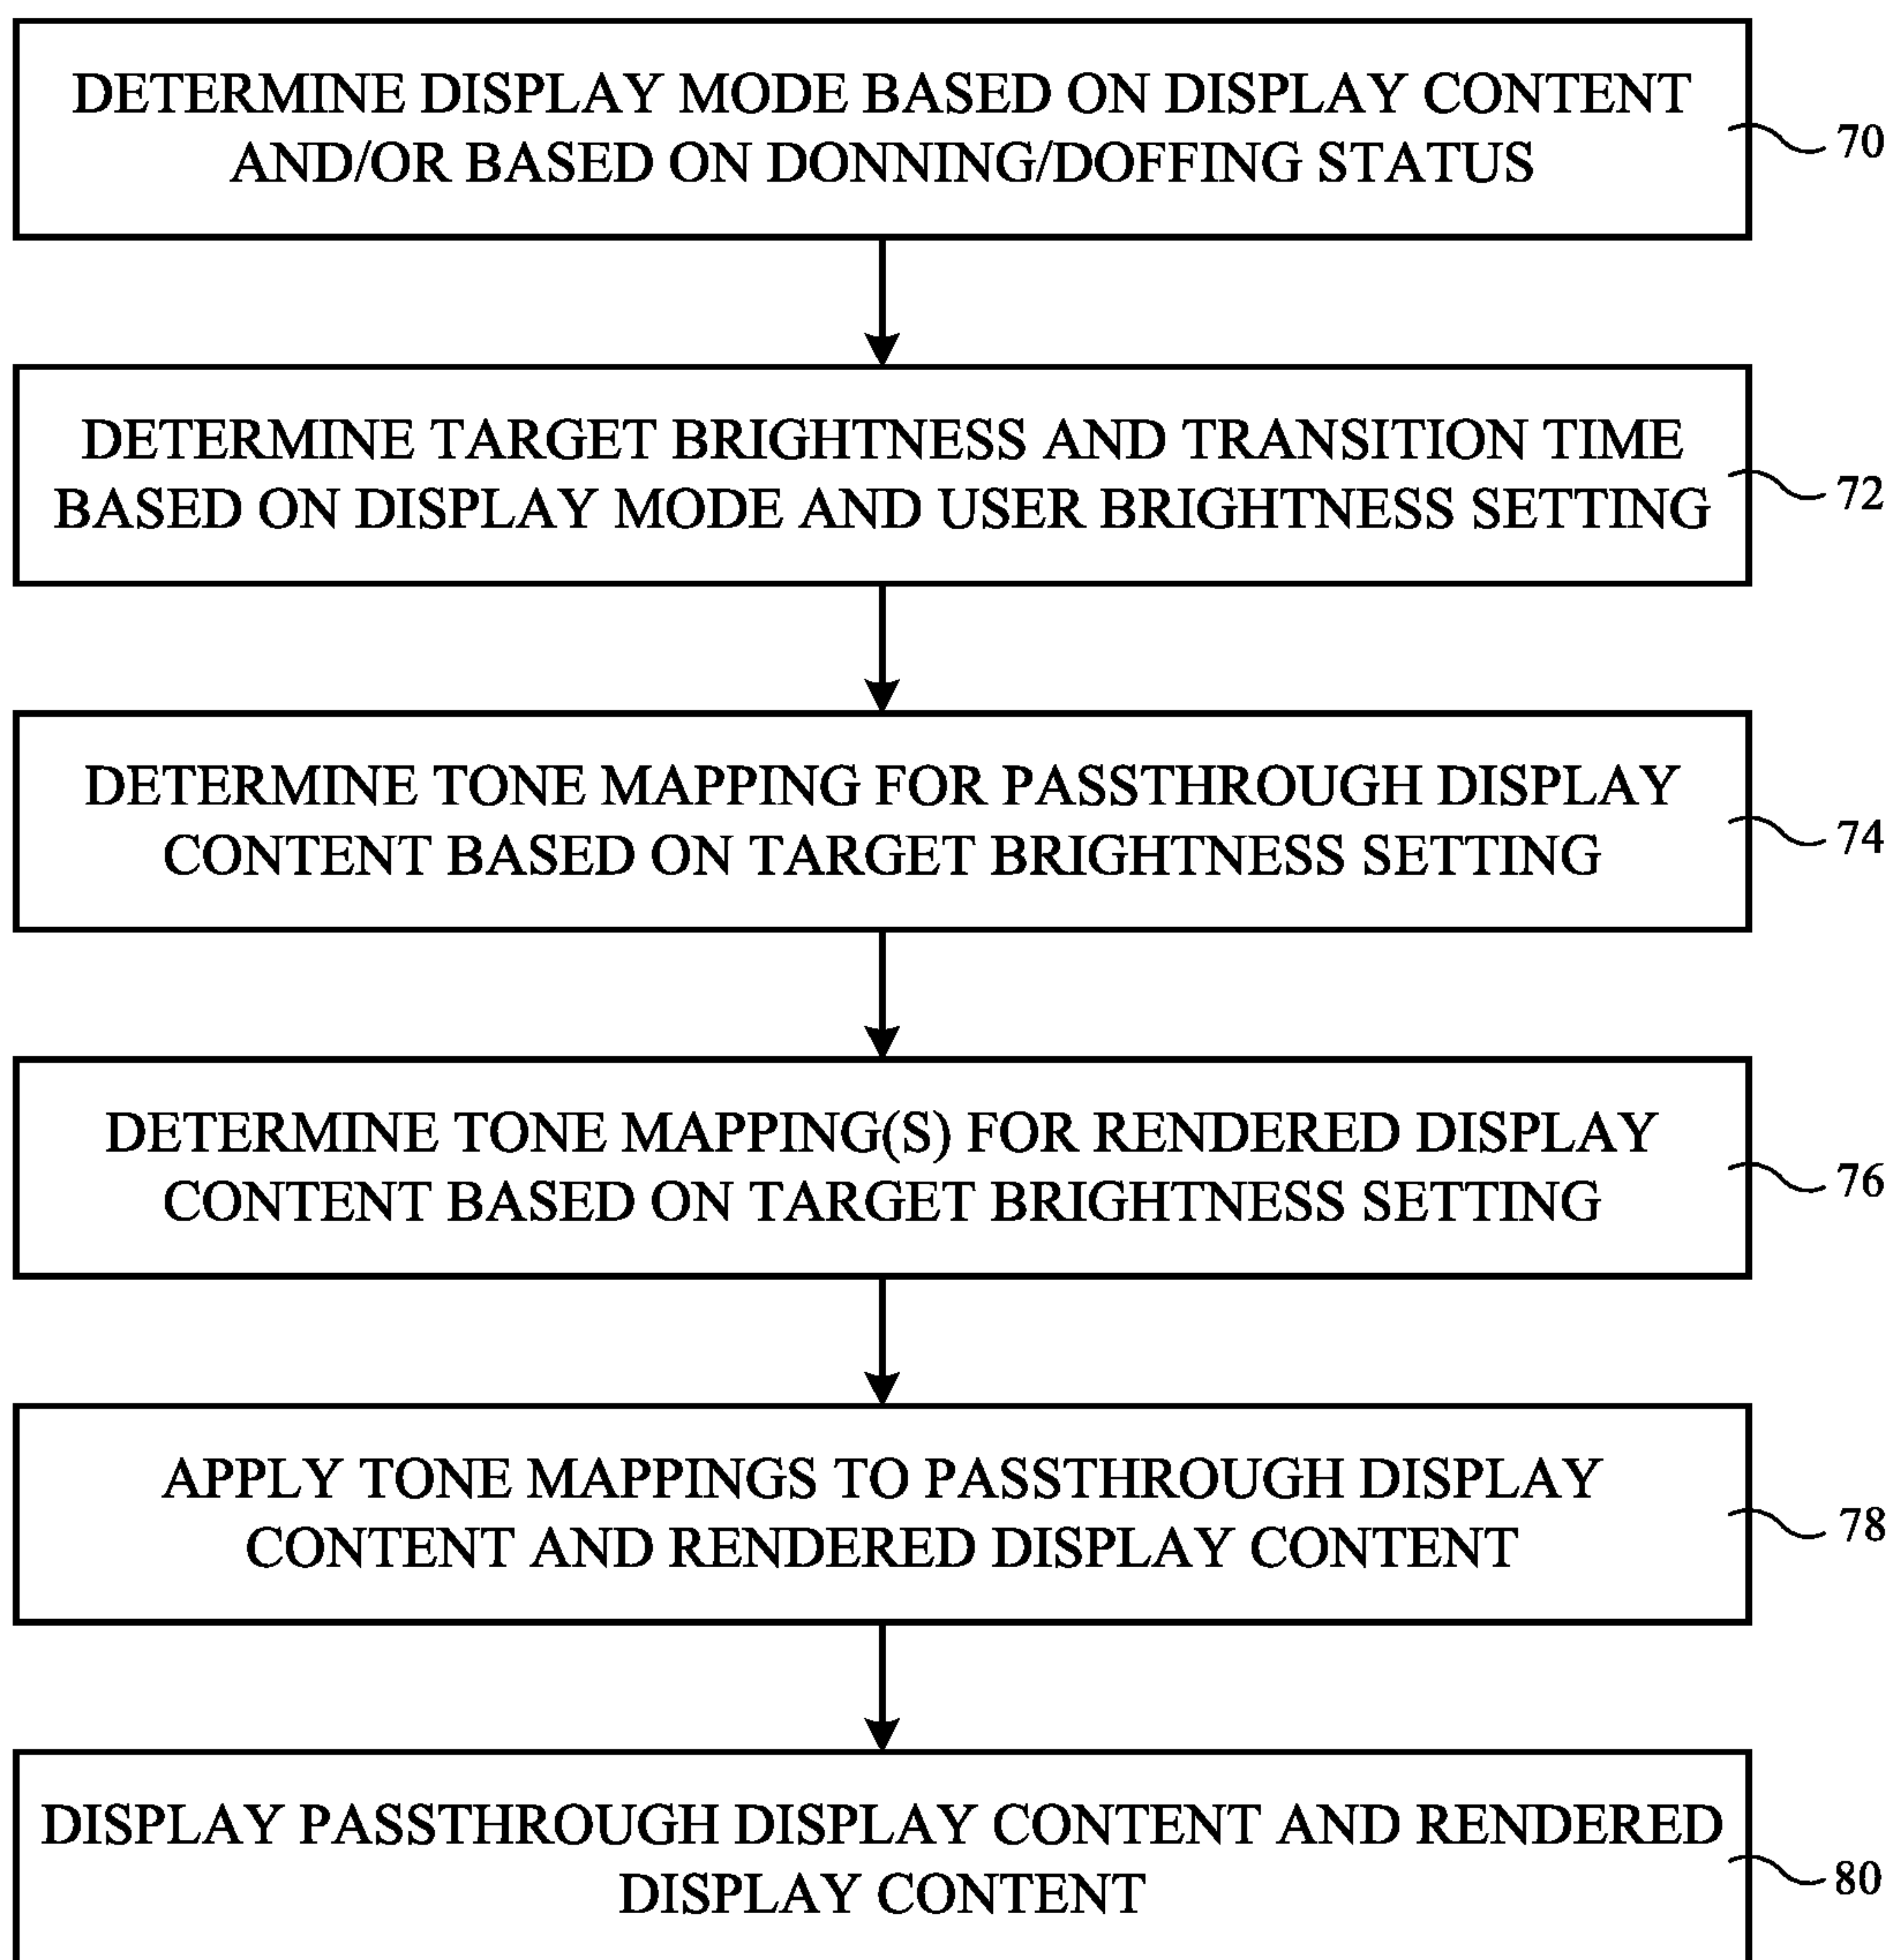 DETERMINE DISPLAY MODE BASED ON DISPLAY CONTENT
AND/OR BASED ON DONNING/DOFFING STATUS
70
DETERMINE TARGET BRIGHTNESS AND TRANSITION TIME
BASED ON DISPLAY MODE AND USER BRIGHTNESS SETTING
72
DETERMINE TONE MAPPING FOR PASSTHROUGH DISPLAY
CONTENT BASED ON TARGET BRIGHTNESS SETTING
74
DETERMINE TONE MAPPING(S) FOR RENDERED DISPLAY
CONTENT BASED ON TARGET BRIGHTNESS SETTING
76
APPLY TONE MAPPINGS TO PASSTHROUGH DISPLAY
CONTENT AND RENDERED DISPLAY CONTENT
78
DISPLAY PASSTHROUGH DISPLAY CONTENT AND RENDERED
DISPLAY CONTENT
80